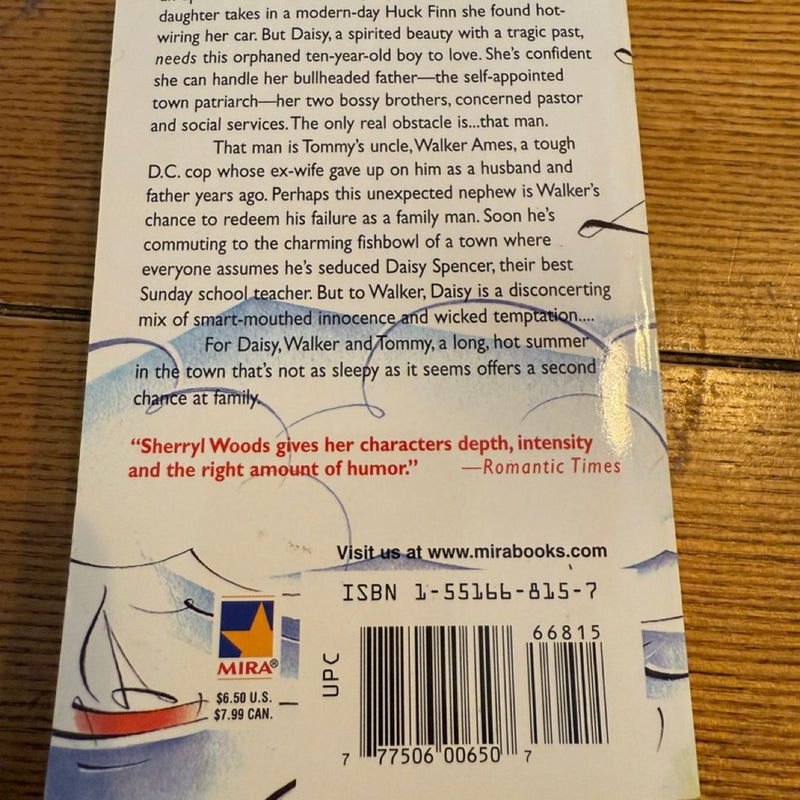 daughter takes in a modern-day Huck Finn she found hot-
wiring her car. But Daisy, a spirited beauty with a tragic past,
needs this orphaned ten-year-old boy to love. She's confident
she can handle her bullheaded father—the self-appointed
town patriarch—her two bossy brothers, concerned pastor
and social services. The only real obstacle is...that man.
That man is Tommy's uncle, Walker Ames, a tough
D.C. cop whose ex-wife gave up on him as a husband and
father years ago. Perhaps this unexpected nephew is Walker's
chance to redeem his failure as a family man. Soon he's
commuting to the charming fishbowl of a town where
everyone assumes he's seduced Daisy Spencer, their best
Sunday school teacher. But to Walker, Daisy is a disconcerting
mix of smart-mouthed innocence and wicked temptation....
For Daisy, Walker and Tommy, a long, hot summer
in the town that's not as sleepy as it seems offers a second
chance at family.
"Sherryl Woods gives her characters depth, intensity
and the right amount of humor." —Romantic Times
Visit us at www.mirabooks.com
ISBN 1-55166-815-7
66815
UPC
MIRA®
$6.50 U.S.
$7.99 CAN.
7 77506 00650 7